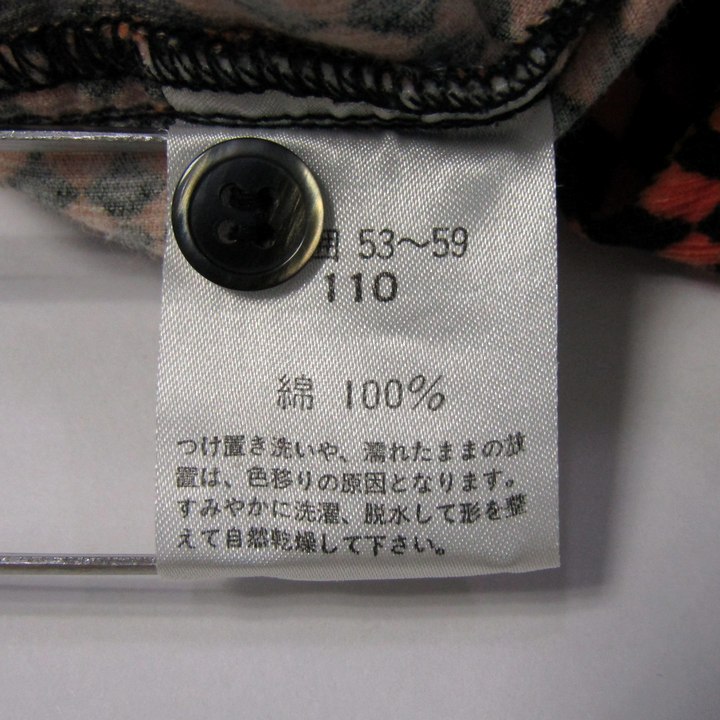 囲 53〜59
110
綿 100%
つけ置き洗いや、濡れたままの放
置は、色移りの原因となります。
すみやかに洗濯、脱水して形を整
えて自然乾燥して下さい。